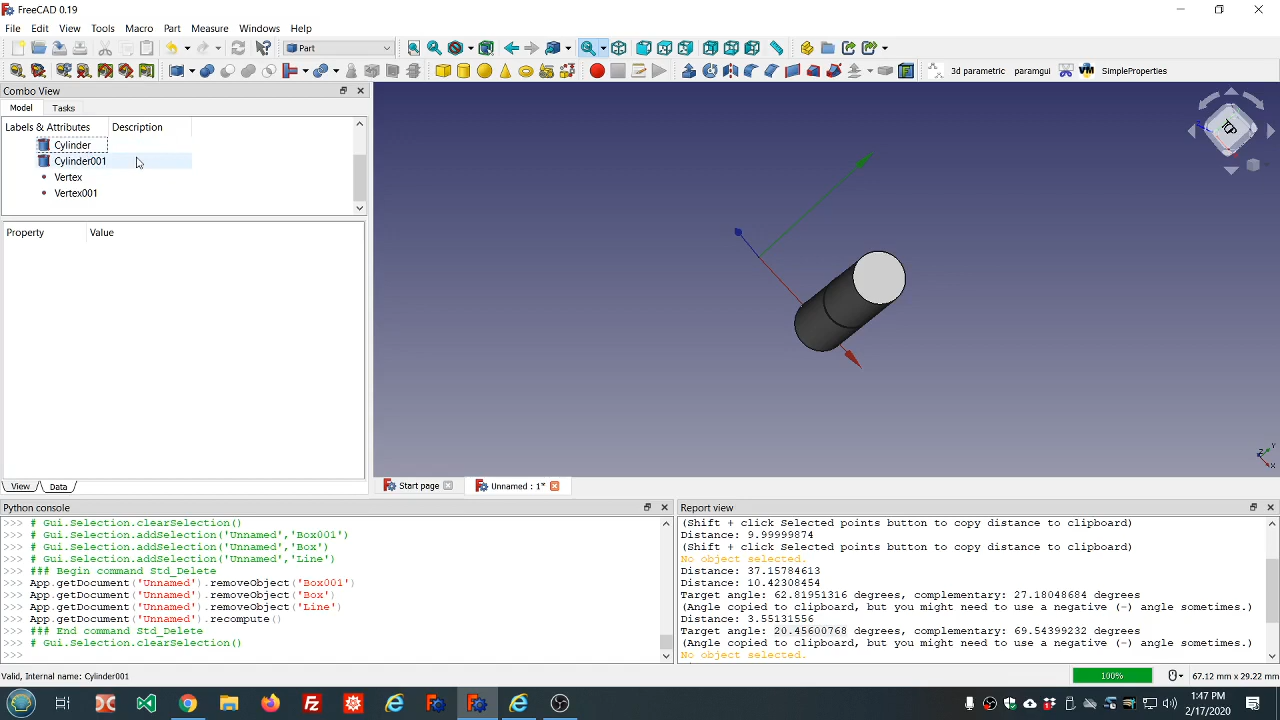 FreeCAD 0.19
File Edit View Tools Macro Part Measure Windows Help
Part
3d parametric paramgui VM SimpleProperties
Combo View
Model Tasks
Labels & Attributes Description
Cylinder
Cylinder001
Vertex
Vertex001
Property Value
View Data
Start page Unnamed : 1*
Python console
>>> # Gui.Selection.clearSelection()
>>> # Gui.Selection.addSelection('Unnamed','Box001')
>>> # Gui.Selection.addSelection('Unnamed','Box')
>>> # Gui.Selection.addSelection('Unnamed','Line')
>>> ### Begin command Std_Delete
>>> App.getDocument('Unnamed').removeObject('Box001')
>>> App.getDocument('Unnamed').removeObject('Box')
>>> App.getDocument('Unnamed').removeObject('Line')
>>> App.getDocument('Unnamed').recompute()
>>> ### End command Std_Delete
>>> # Gui.Selection.clearSelection()
>>>
Report view
(Shift + click Selected points button to copy distance to clipboard)
Distance: 9.99999874
(Shift + click Selected points button to copy distance to clipboard)
No object selected.
Distance: 37.15784613
Distance: 10.42308454
Target angle: 62.81951316 degrees, complementary: 27.18048684 degrees
(Angle copied to clipboard, but you might need to use a negative (-) angle sometimes.)
Distance: 3.55131556
Target angle: 20.45600768 degrees, complementary: 69.54399232 degrees
(Angle copied to clipboard, but you might need to use a negative (-) angle sometimes.)
No object selected.
Valid, Internal name: Cylinder001
100%
67.12 mm x 29.22 mm
1:47 PM
2/17/2020